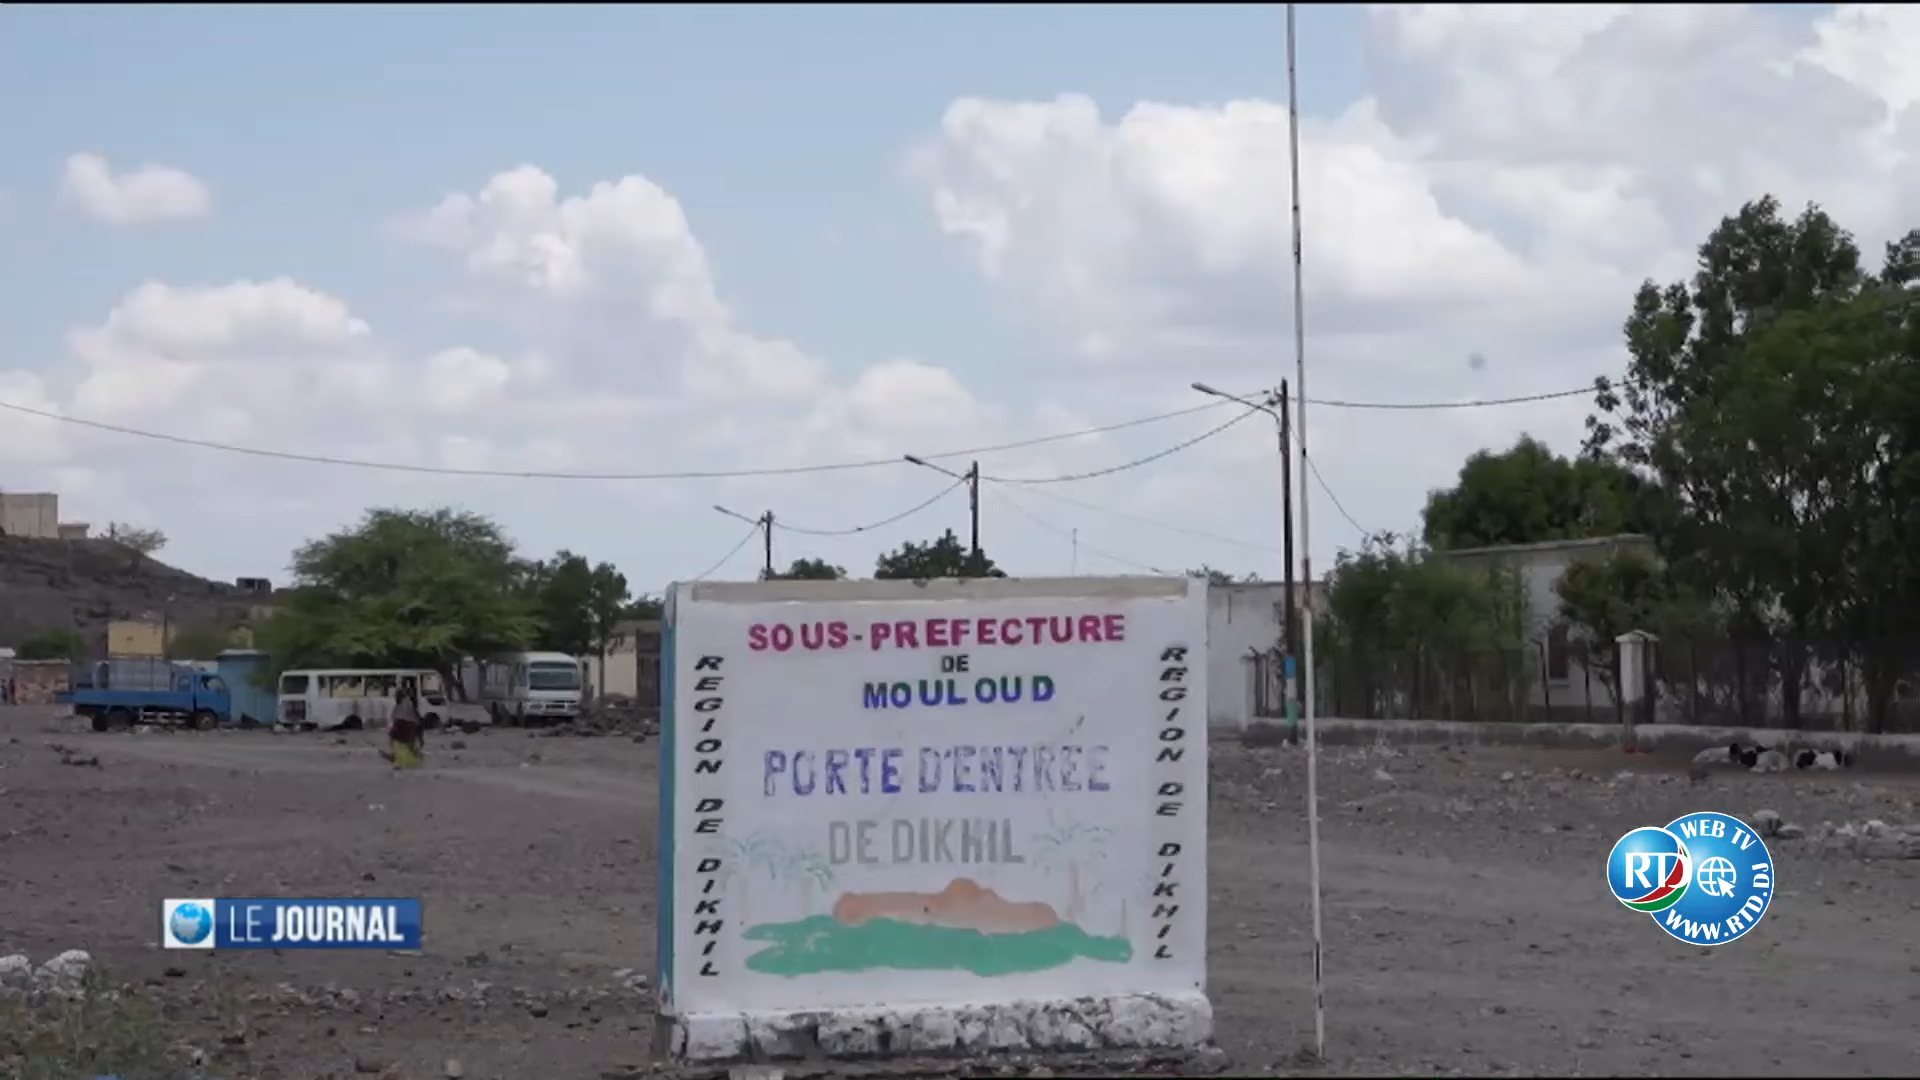 SOUS-PREFECTURE
DE
MOULOUD
PORTE D'ENTREE
DE DIKHIL
REGION DE DIKHIL
REGION DE DIKHIL
LE JOURNAL
RTD
WEB TV
WWW.RTD.DJ